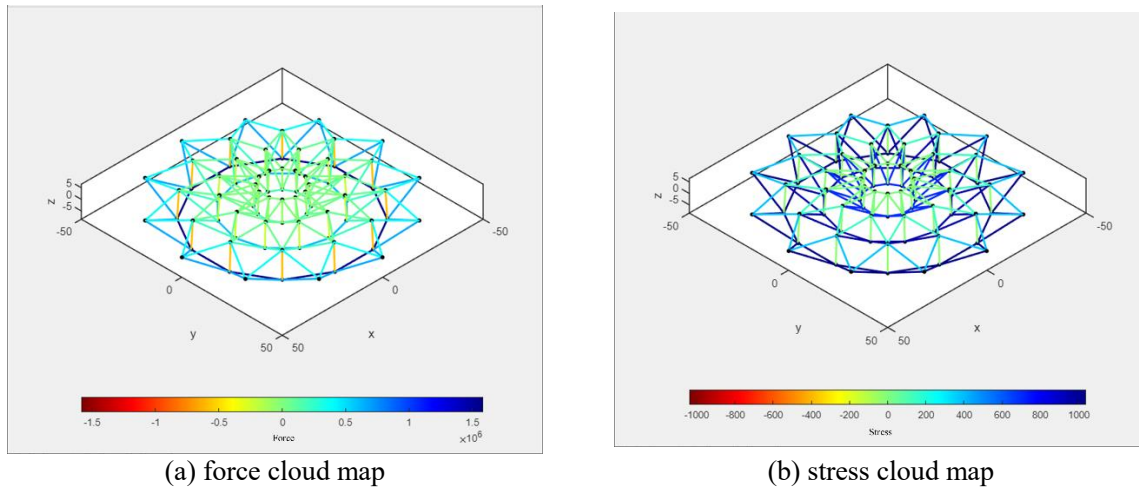 5
0
z
-5
-50
-50
0
0
y
x
50 50
-1.5 -1 -0.5 0 0.5 1 1.5
×10⁶
Force
(a) force cloud map
5
0
z
-5
-50
-50
0
0
y
x
50 50
-1000 -800 -600 -400 -200 0 200 400 600 800 1000
Stress
(b) stress cloud map